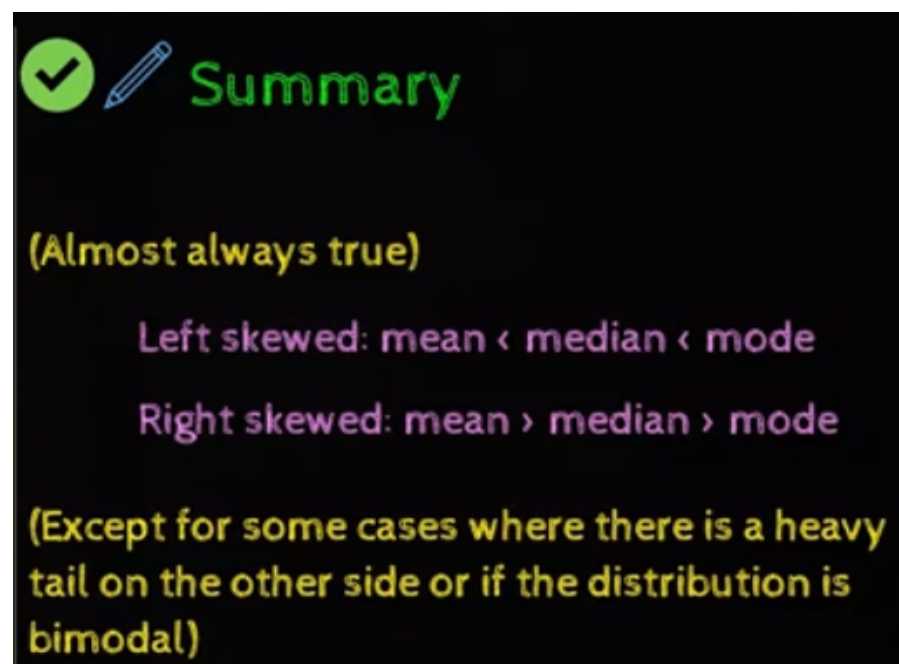 Summary
(Almost always true)
Left skewed: mean < median < mode
Right skewed: mean > median > mode
(Except for some cases where there is a heavy
tail on the other side or if the distribution is
bimodal)